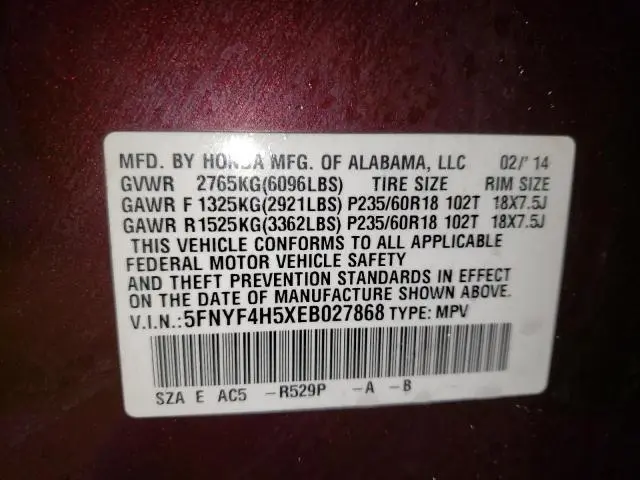 MFD. BY HONDA MFG. OF ALABAMA, LLC 02/'14
GVWR 2765KG(6096LBS) TIRE SIZE RIM SIZE
GAWR F 1325KG(2921LBS) P235/60R18 102T 18X7.5J
GAWR R1525KG(3362LBS) P235/60R18 102T 18X7.5J
THIS VEHICLE CONFORMS TO ALL APPLICABLE
FEDERAL MOTOR VEHICLE SAFETY
AND THEFT PREVENTION STANDARDS IN EFFECT
ON THE DATE OF MANUFACTURE SHOWN ABOVE.
V.I.N.:5FNYF4H5XEB027868 TYPE: MPV
SZA E AC5 -R529P -A -B